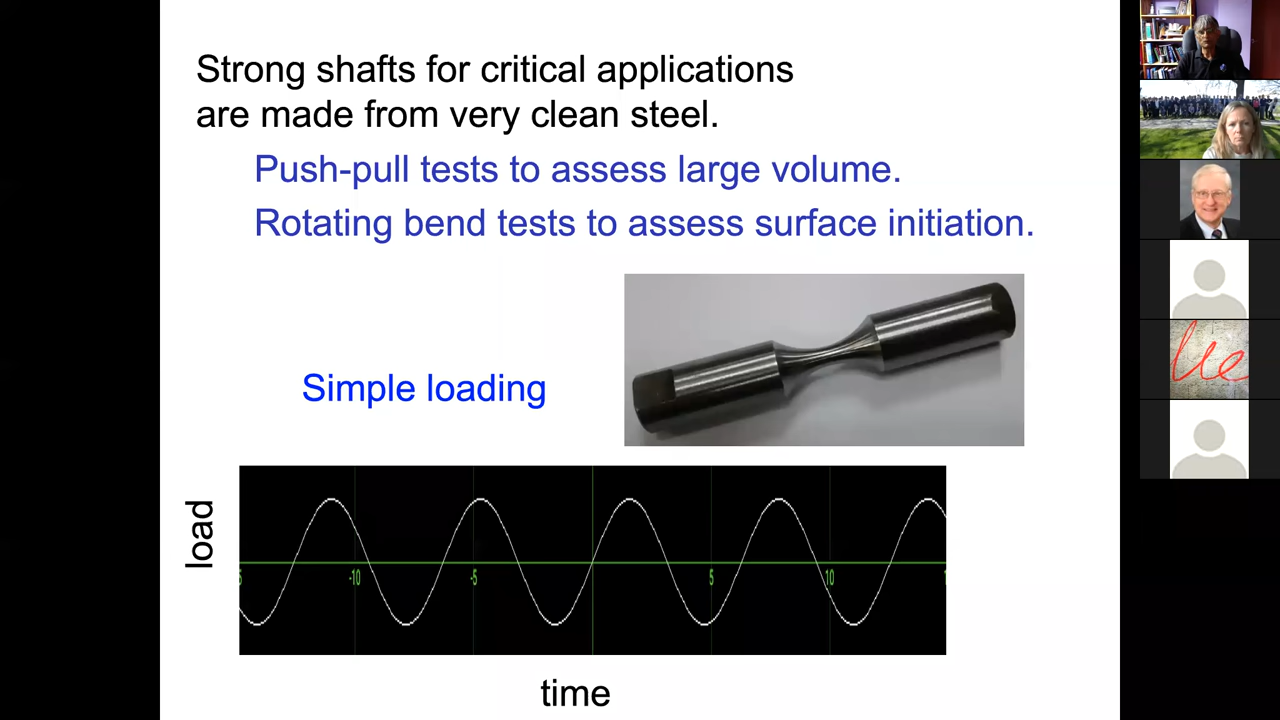 Strong shafts for critical applications
are made from very clean steel.
Push-pull tests to assess large volume.
Rotating bend tests to assess surface initiation.
Simple loading
load
-10
-5
5
10
time